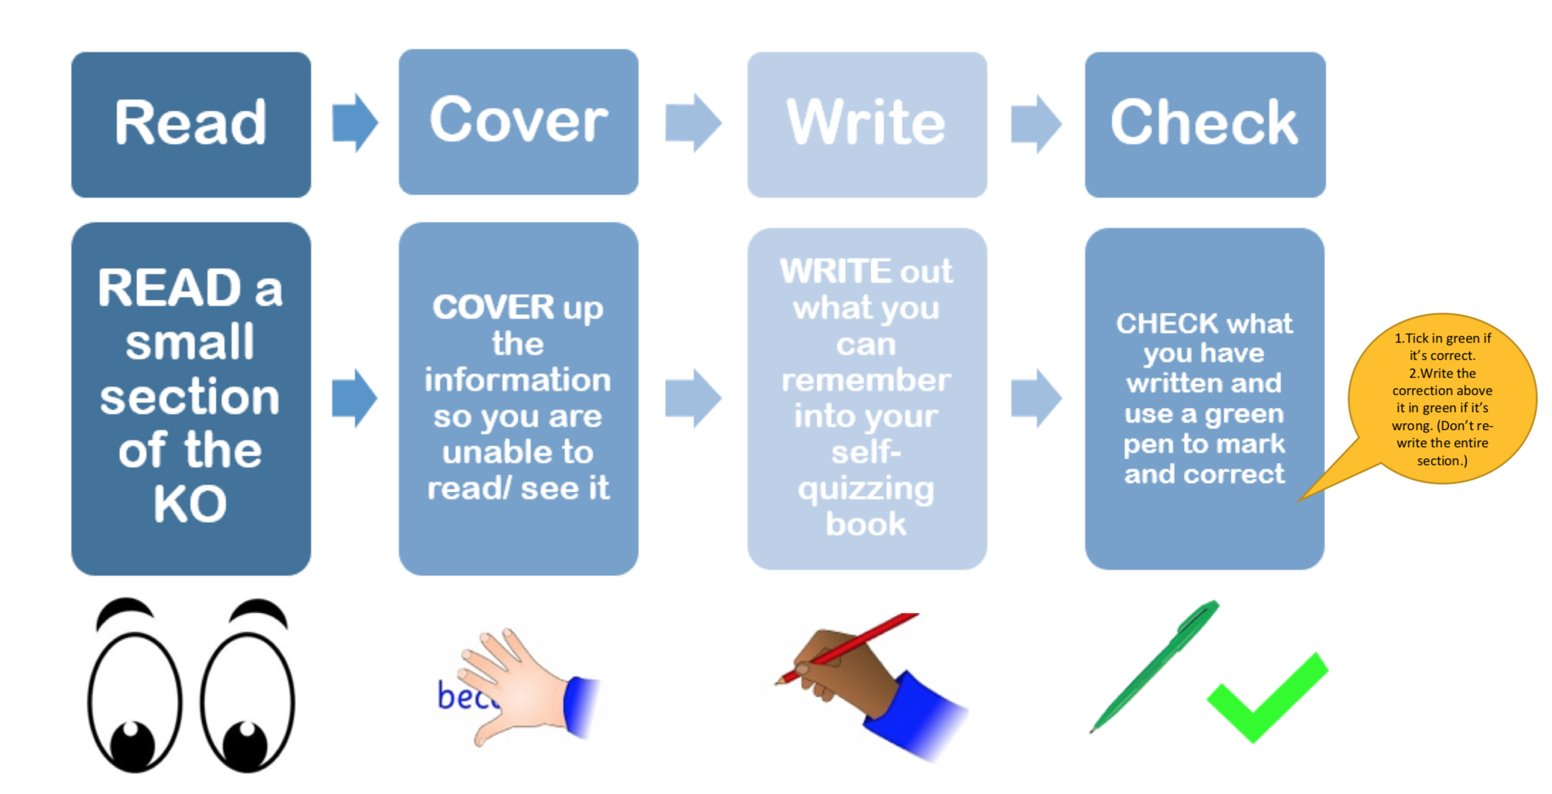 Read
Cover
Write
Check
READ a
small
section
of the
KO
COVER up
the
information
so you are
unable to
read/ see it
WRITE out
what you
can
remember
into your
self-
quizzing
book
CHECK what
you have
written and
use a green
pen to mark
and correct
1.Tick in green if
it's correct.
2.Write the
correction above
it in green if it's
wrong. (Don't re-
write the entire
section.)
bec